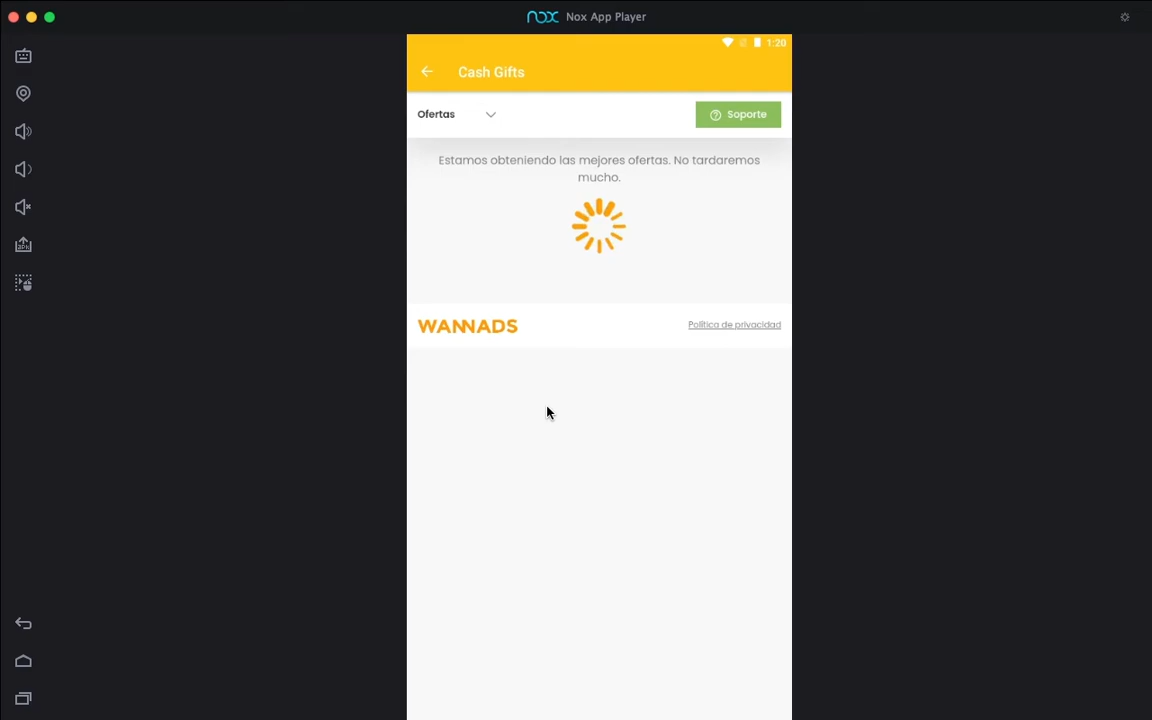 nox Nox App Player
1:20
Cash Gifts
Ofertas
Soporte
Estamos obteniendo las mejores ofertas. No tardaremos
mucho.
WANNADS
Política de privacidad